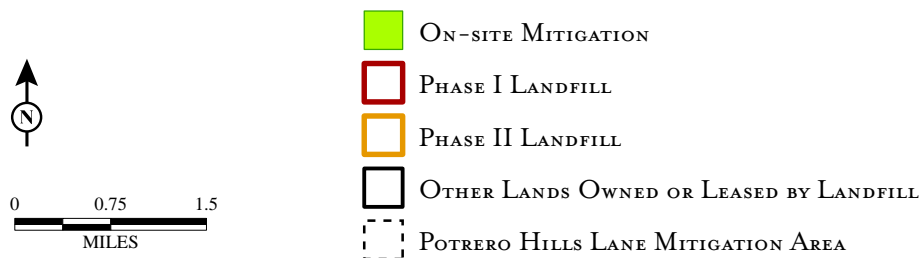 On-site Mitigation
Phase I Landfill
N
Phase II Landfill
Other Lands Owned or Leased by Landfill
0 0.75 1.5
MILES
Potrero Hills Lane Mitigation Area